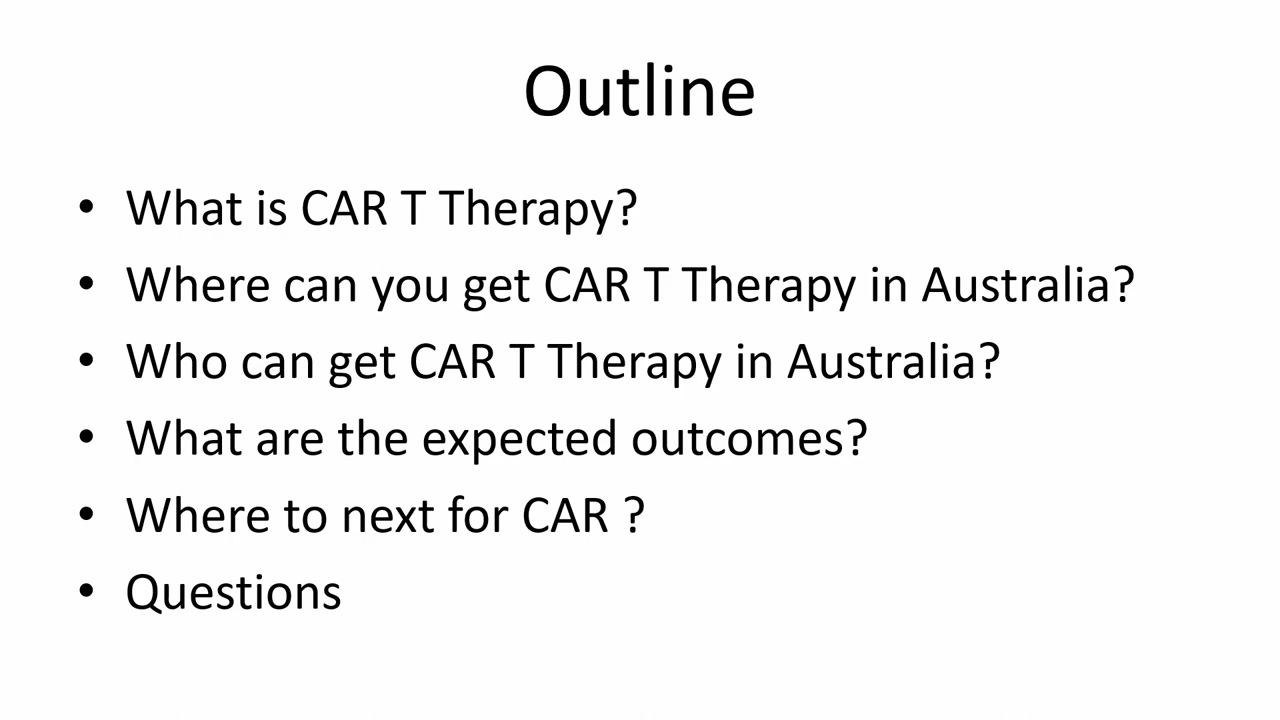 Outline
• What is CAR T Therapy?
• Where can you get CAR T Therapy in Australia?
• Who can get CAR T Therapy in Australia?
• What are the expected outcomes?
• Where to next for CAR ?
• Questions